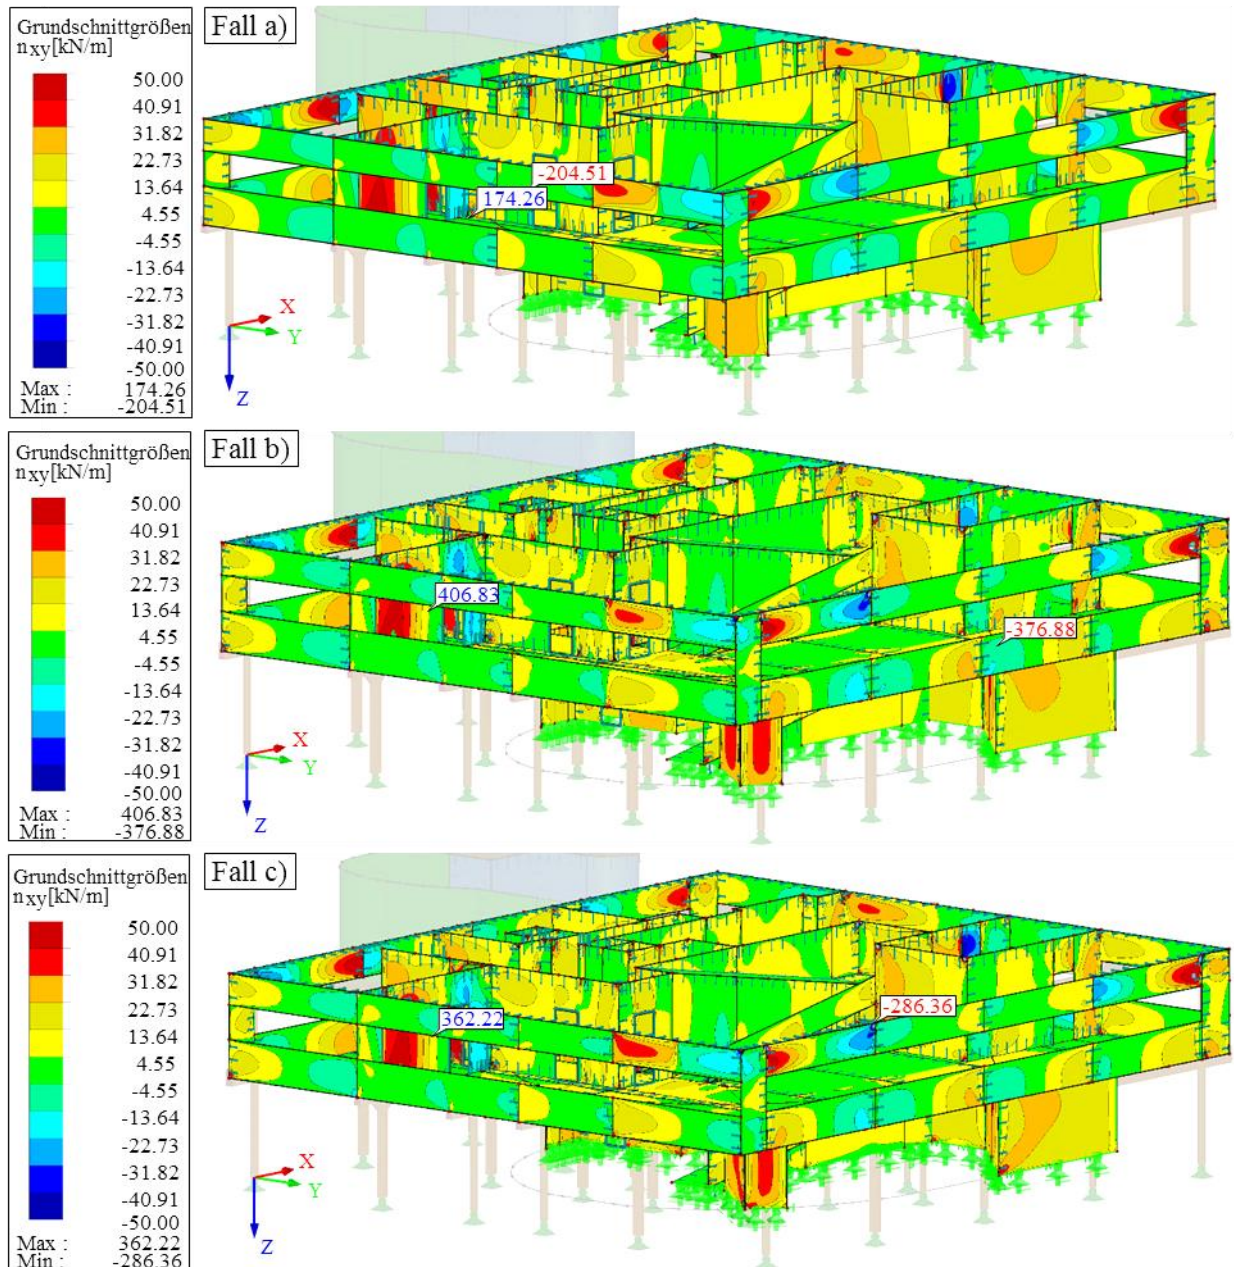 Grundschnittgrößen
nxy[kN/m]
50.00
40.91
31.82
22.73
13.64
4.55
-4.55
-13.64
-22.73
-31.82
-40.91
-50.00
Max : 174.26
Min : -204.51
Fall a)
-204.51
174.26
X
Y
Z
Grundschnittgrößen
nxy[kN/m]
50.00
40.91
31.82
22.73
13.64
4.55
-4.55
-13.64
-22.73
-31.82
-40.91
-50.00
Max : 406.83
Min : -376.88
Fall b)
406.83
-376.88
X
Y
Z
Grundschnittgrößen
nxy[kN/m]
50.00
40.91
31.82
22.73
13.64
4.55
-4.55
-13.64
-22.73
-31.82
-40.91
-50.00
Max : 362.22
Min : -286.36
Fall c)
-286.36
362.22
X
Y
Z